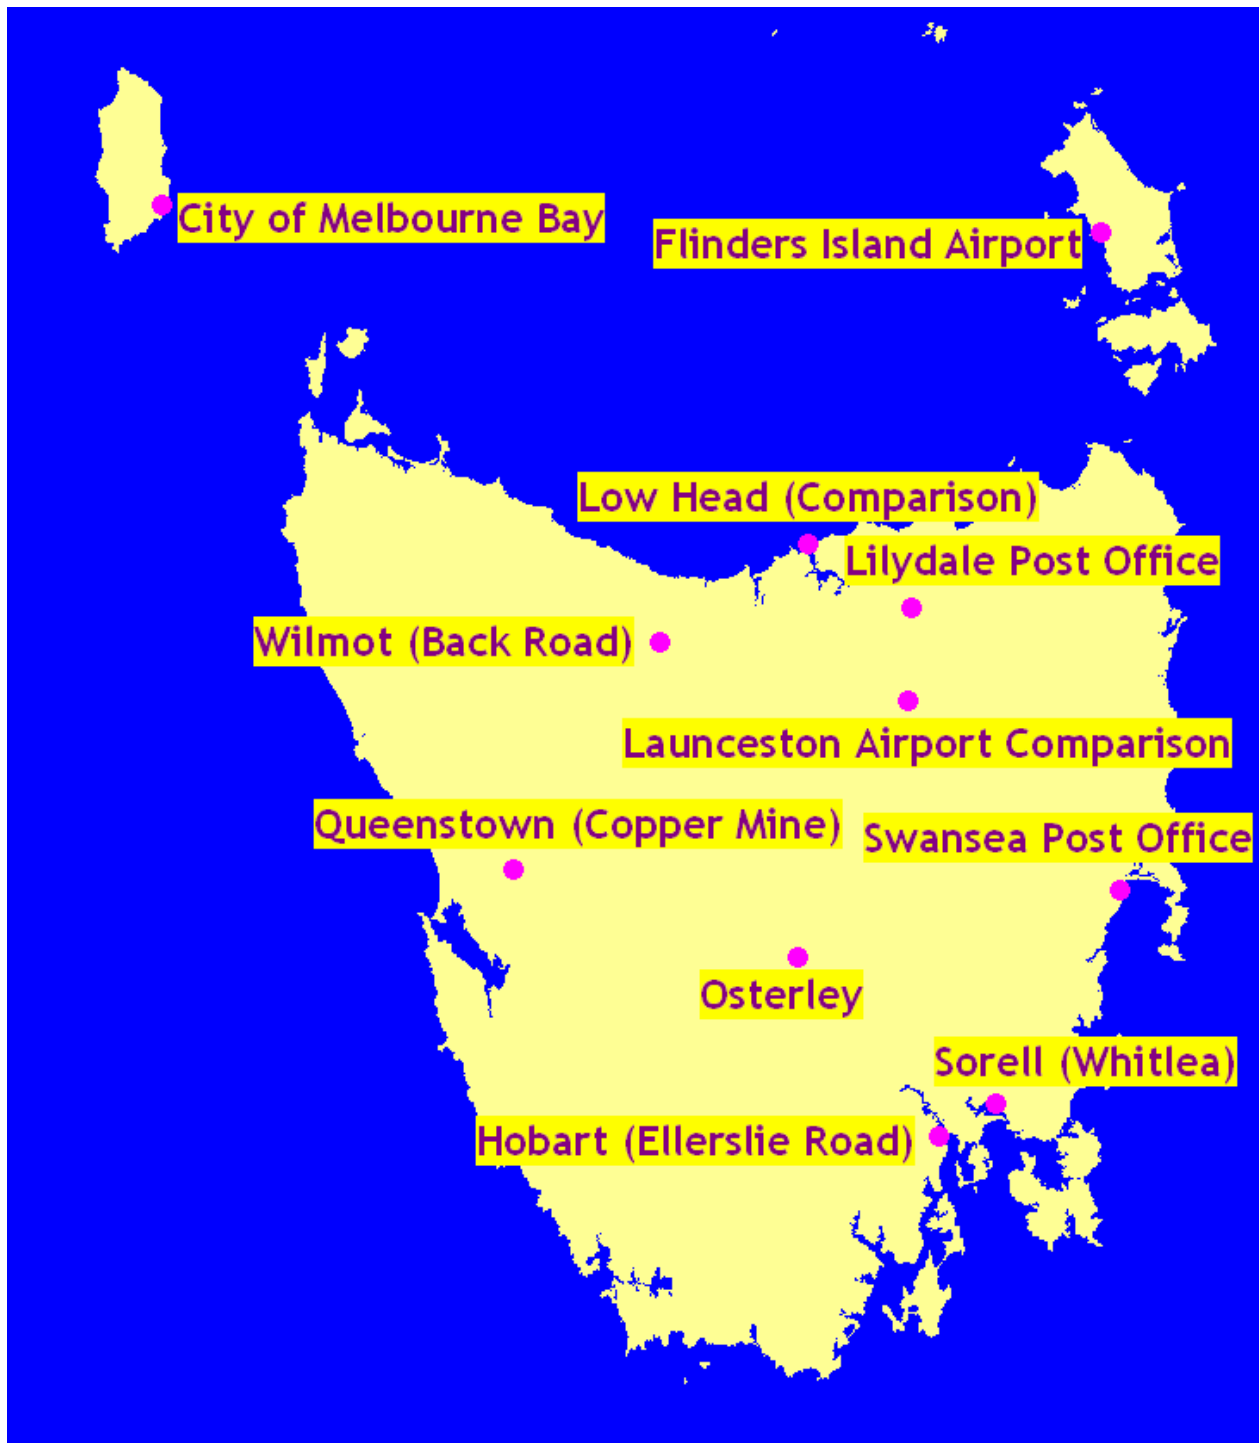 City of Melbourne Bay
Flinders Island Airport
Low Head (Comparison)
Lilydale Post Office
Wilmot (Back Road)
Launceston Airport Comparison
Queenstown (Copper Mine)
Swansea Post Office
Osterley
Sorell (Whitlea)
Hobart (Ellerslie Road)